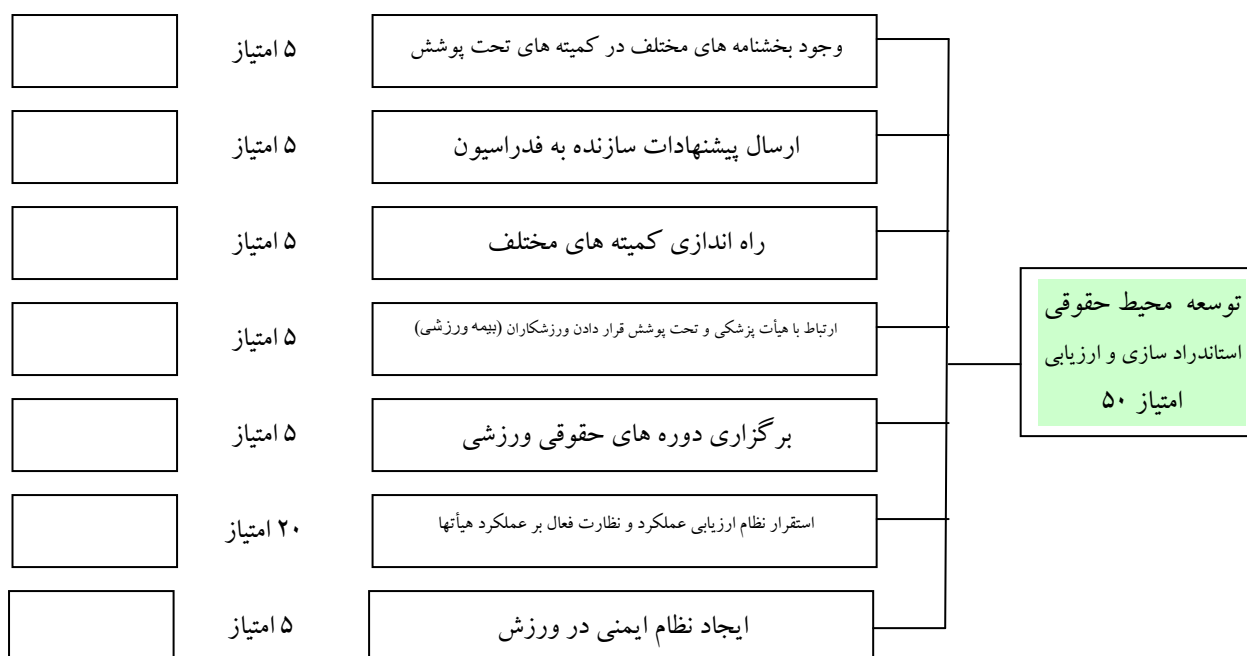 توسعه محیط حقوقی
استاندراد سازی و ارزیابی
امتیاز ۵۰
وجود بخشنامه های مختلف در کمیته های تحت پوشش
۵ امتیاز
ارسال پیشنهادات سازنده به فدراسیون
۵ امتیاز
راه اندازی کمیته های مختلف
۵ امتیاز
ارتباط با هیأت پزشکی و تحت پوشش قرار دادن ورزشکاران (بیمه ورزشی)
۵ امتیاز
برگزاری دوره های حقوقی ورزشی
۵ امتیاز
استقرار نظام ارزیابی عملکرد و نظارت فعال بر عملکرد هیأتها
۲۰ امتیاز
ایجاد نظام ایمنی در ورزش
۵ امتیاز